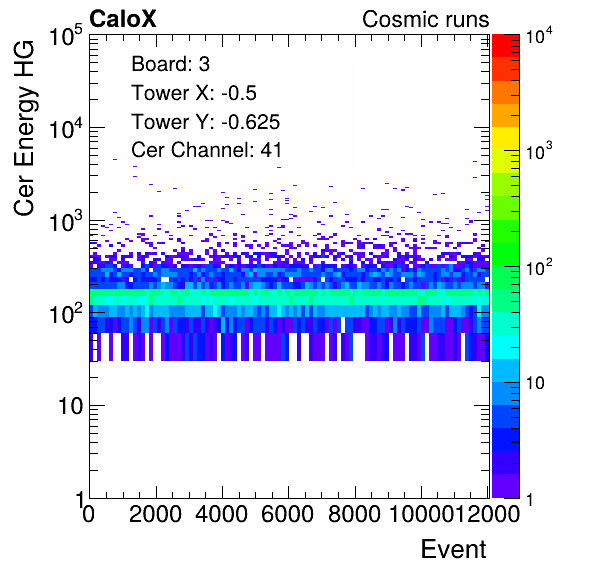 CaloX Cosmic runs
Board: 3
Tower X: -0.5
Tower Y: -0.625
Cer Channel: 41
Cer Energy HG
10^5
10^4
10^3
10^2
10
1
0 2000 4000 6000 8000 10000 12000
Event
10^4
10^3
10^2
10
1